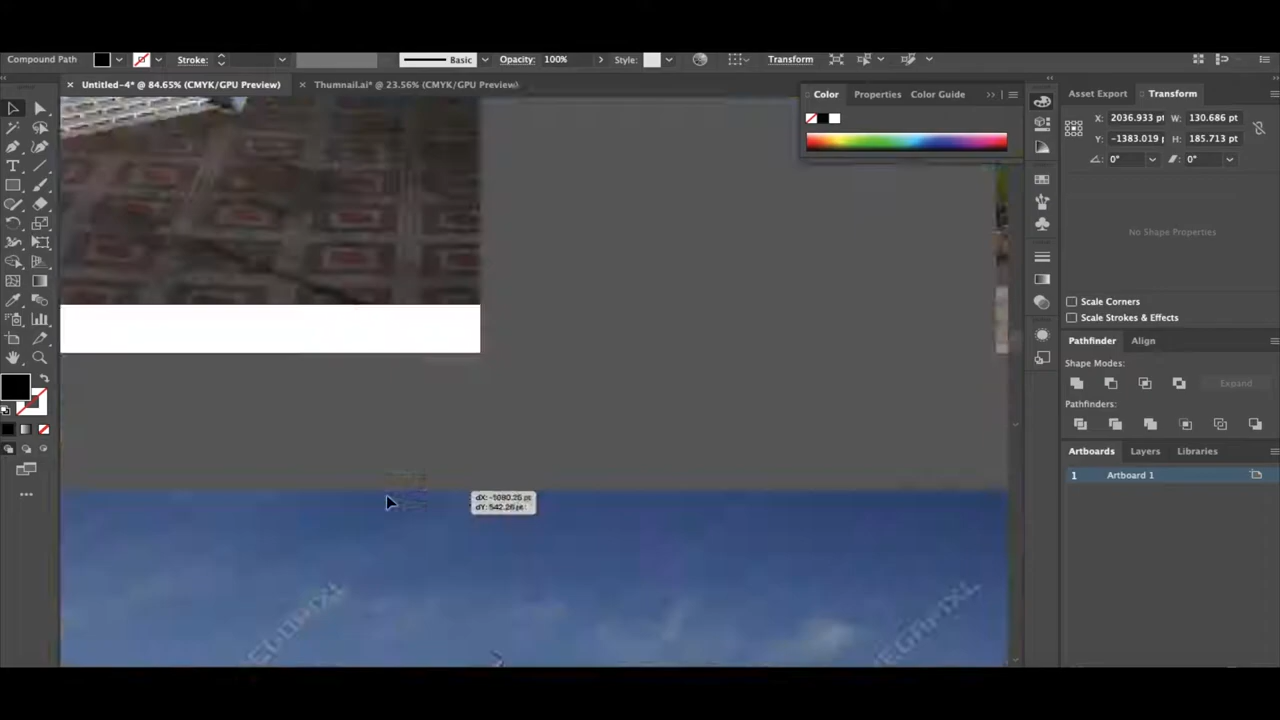 Compound Path
Stroke:
Basic
Opacity: 100%
Style:
Transform
Untitled-4* @ 84.65% (CMYK/GPU Preview)
Thumnail.ai* @ 23.56% (CMYK/GPU Preview)
Color
Properties
Color Guide
Asset Export
Transform
X: 2036.933 pt
W: 130.686 pt
Y: -1383.019
H: 185.713 pt
0°
0°
No Shape Properties
Scale Corners
Scale Strokes & Effects
Pathfinder
Align
Shape Modes:
Expand
Pathfinders:
Artboards
Layers
Libraries
1
Artboard 1
dX: -1080.26 pt
dY: 542.26 pt